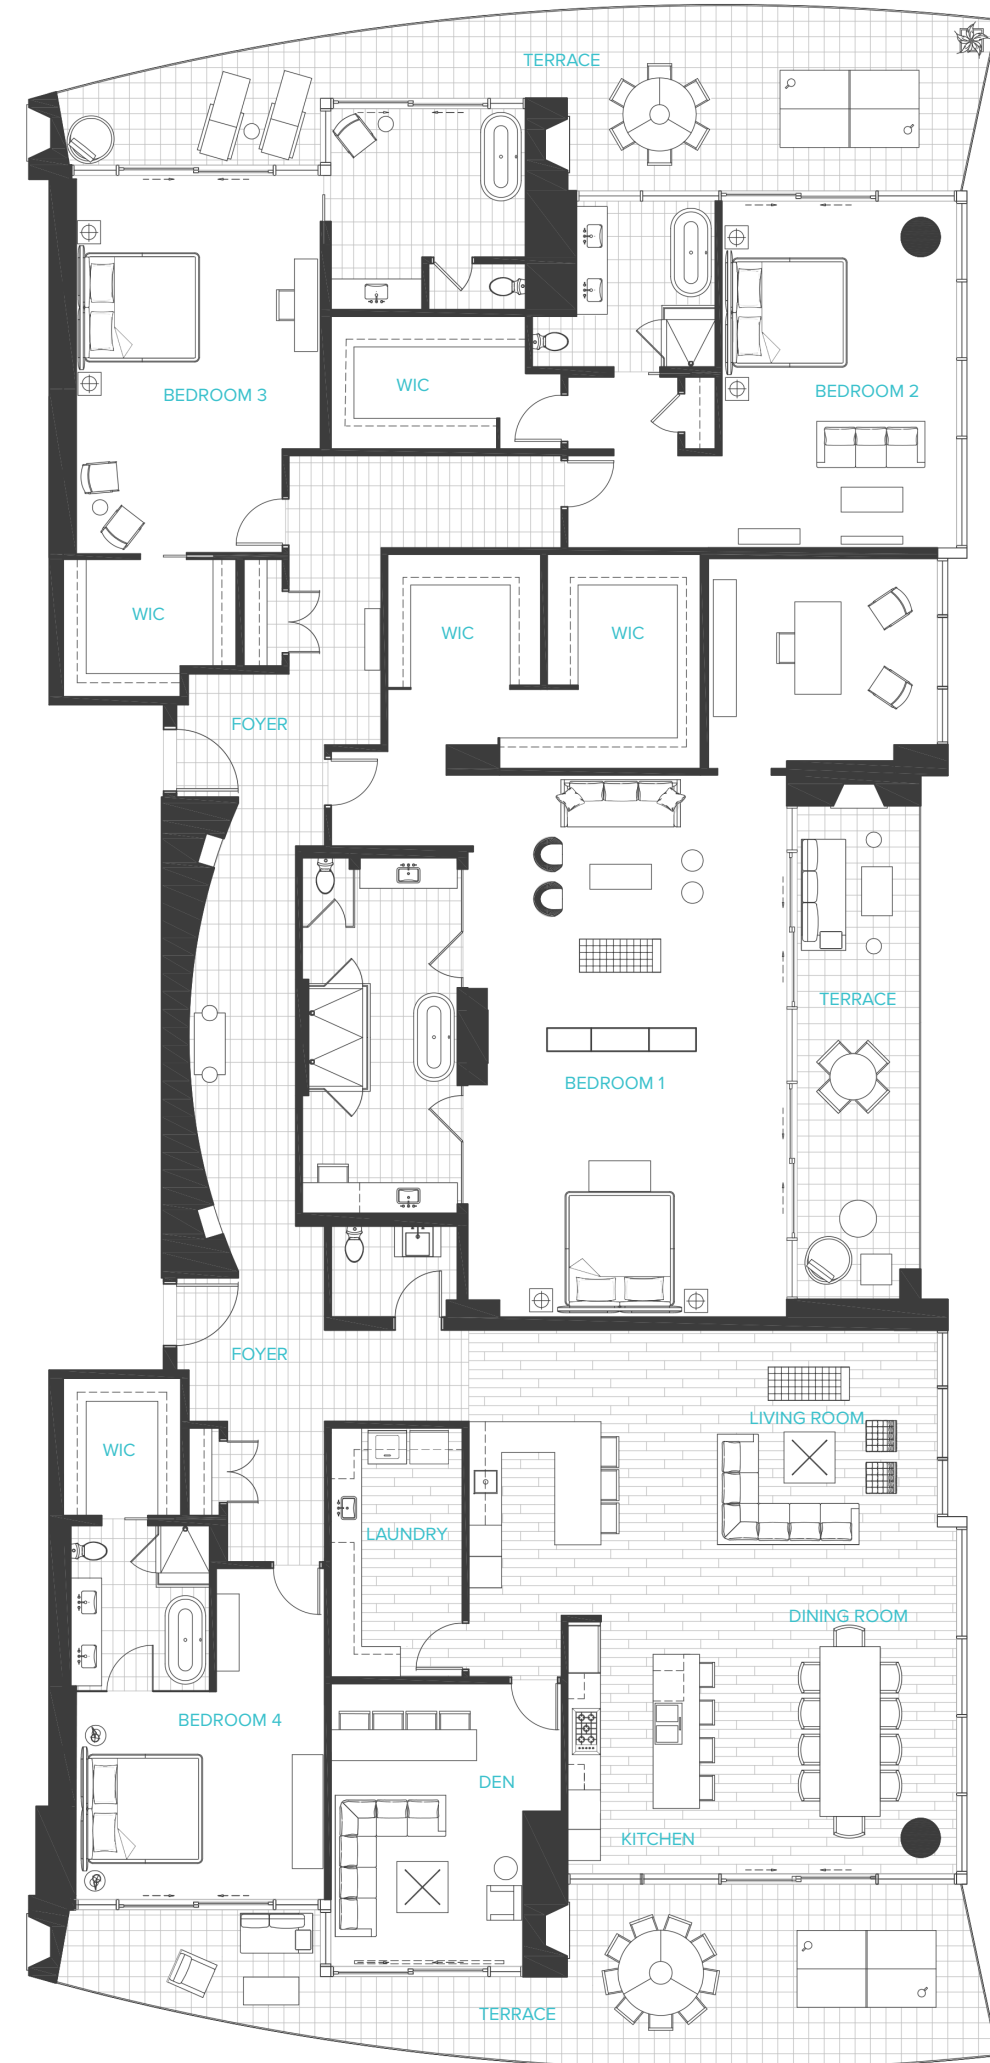 TERRACE
WIC
BEDROOM 3
BEDROOM 2
WIC
WIC
WIC
FOYER
TERRACE
BEDROOM 1
FOYER
LIVING ROOM
WIC
LAUNDRY
DINING ROOM
BEDROOM 4
DEN
KITCHEN
TERRACE